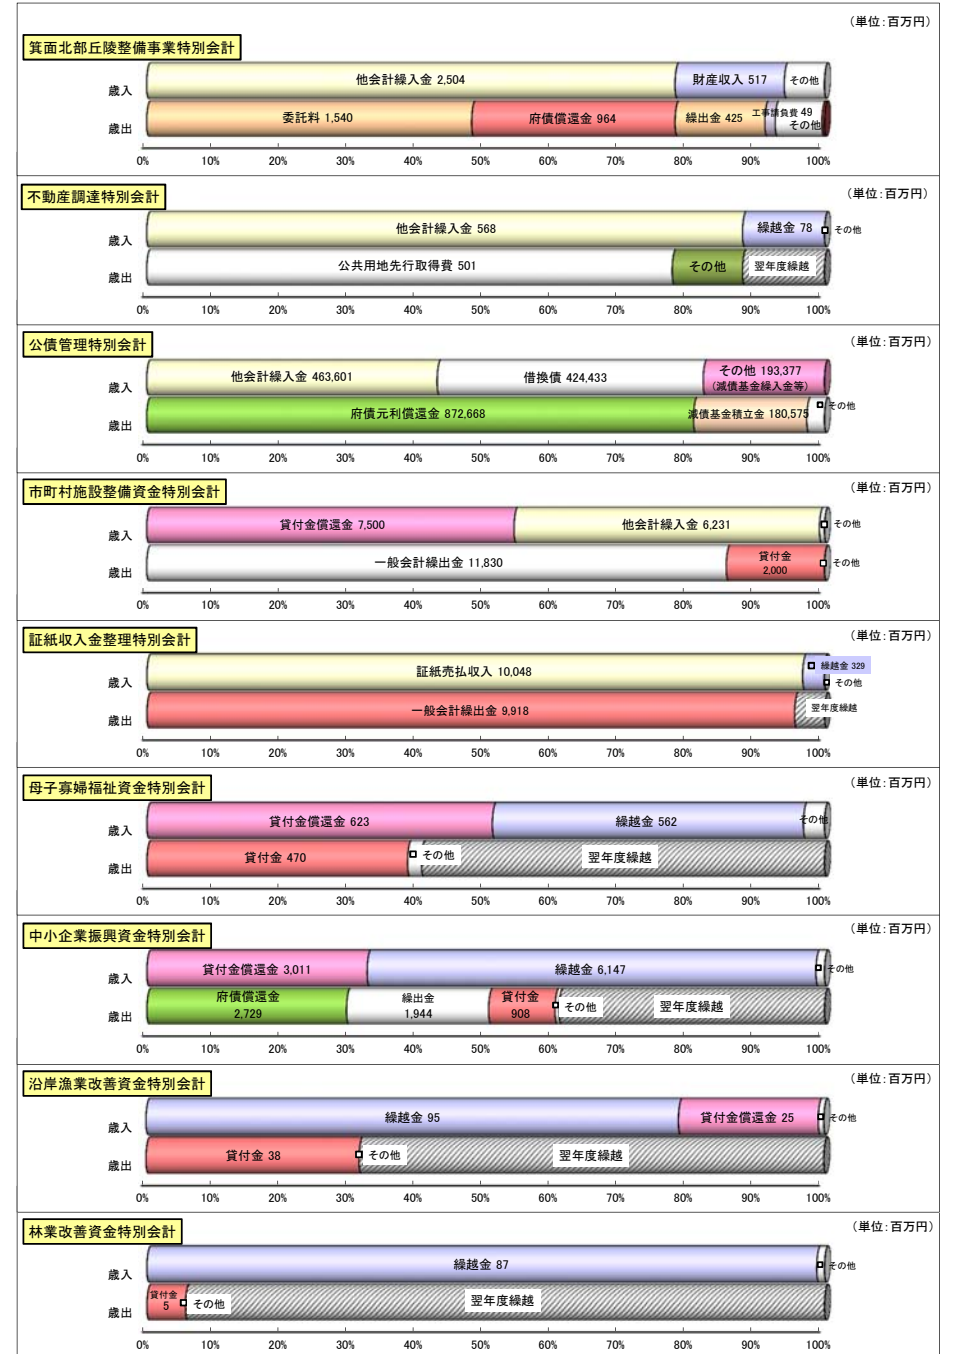 (単位:百万円)
箕面北部丘陵整備事業特別会計
歳入
他会計繰入金 2,504
財産収入 517
その他
歳出
委託料 1,540
府債償還金 964
繰出金 425
工事請負費 49
その他
0% 10% 20% 30% 40% 50% 60% 70% 80% 90% 100%
(単位:百万円)
不動産調達特別会計
歳入
他会計繰入金 568
繰越金 78
その他
歳出
公共用地先行取得費 501
その他
翌年度繰越
0% 10% 20% 30% 40% 50% 60% 70% 80% 90% 100%
(単位:百万円)
公債管理特別会計
歳入
他会計繰入金 463,601
借換債 424,433
その他 193,377
(減債基金繰入金等)
歳出
府債元利償還金 872,668
減債基金積立金 180,575
その他
0% 10% 20% 30% 40% 50% 60% 70% 80% 90% 100%
(単位:百万円)
市町村施設整備資金特別会計
歳入
貸付金償還金 7,500
他会計繰入金 6,231
その他
歳出
一般会計繰出金 11,830
貸付金
2,000
その他
0% 10% 20% 30% 40% 50% 60% 70% 80% 90% 100%
(単位:百万円)
証紙収入金整理特別会計
歳入
証紙売払収入 10,048
繰越金 329
その他
歳出
一般会計繰出金 9,918
翌年度繰越
0% 10% 20% 30% 40% 50% 60% 70% 80% 90% 100%
(単位:百万円)
母子寡婦福祉資金特別会計
歳入
貸付金償還金 623
繰越金 562
その他
歳出
貸付金 470
その他
翌年度繰越
0% 10% 20% 30% 40% 50% 60% 70% 80% 90% 100%
(単位:百万円)
中小企業振興資金特別会計
歳入
貸付金償還金 3,011
繰越金 6,147
その他
歳出
府債償還金
2,729
繰出金
1,944
貸付金
908
その他
翌年度繰越
0% 10% 20% 30% 40% 50% 60% 70% 80% 90% 100%
(単位:百万円)
沿岸漁業改善資金特別会計
歳入
繰越金 95
貸付金償還金 25
その他
歳出
貸付金 38
その他
翌年度繰越
0% 10% 20% 30% 40% 50% 60% 70% 80% 90% 100%
(単位:百万円)
林業改善資金特別会計
歳入
繰越金 87
その他
歳出
貸付金
5
その他
翌年度繰越
0% 10% 20% 30% 40% 50% 60% 70% 80% 90% 100%